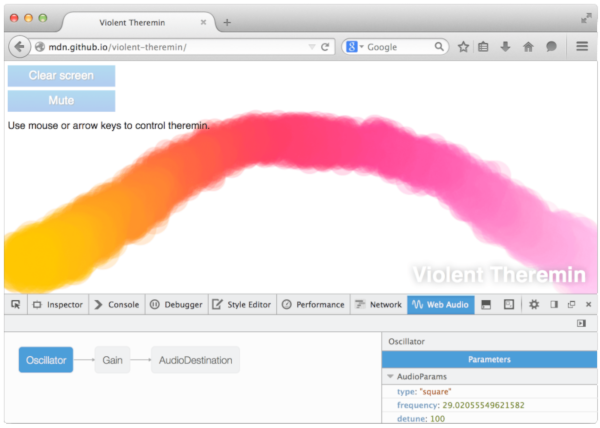 Violent Theremin
mdn.github.io/violent-theremin/
Google
Clear screen
Mute
Use mouse or arrow keys to control theremin.
Violent Theremin
Inspector Console Debugger Style Editor Performance Network Web Audio
Oscillator Gain AudioDestination
Oscillator
Parameters
AudioParams
type: "square"
frequency: 29.02055549621582
detune: 100